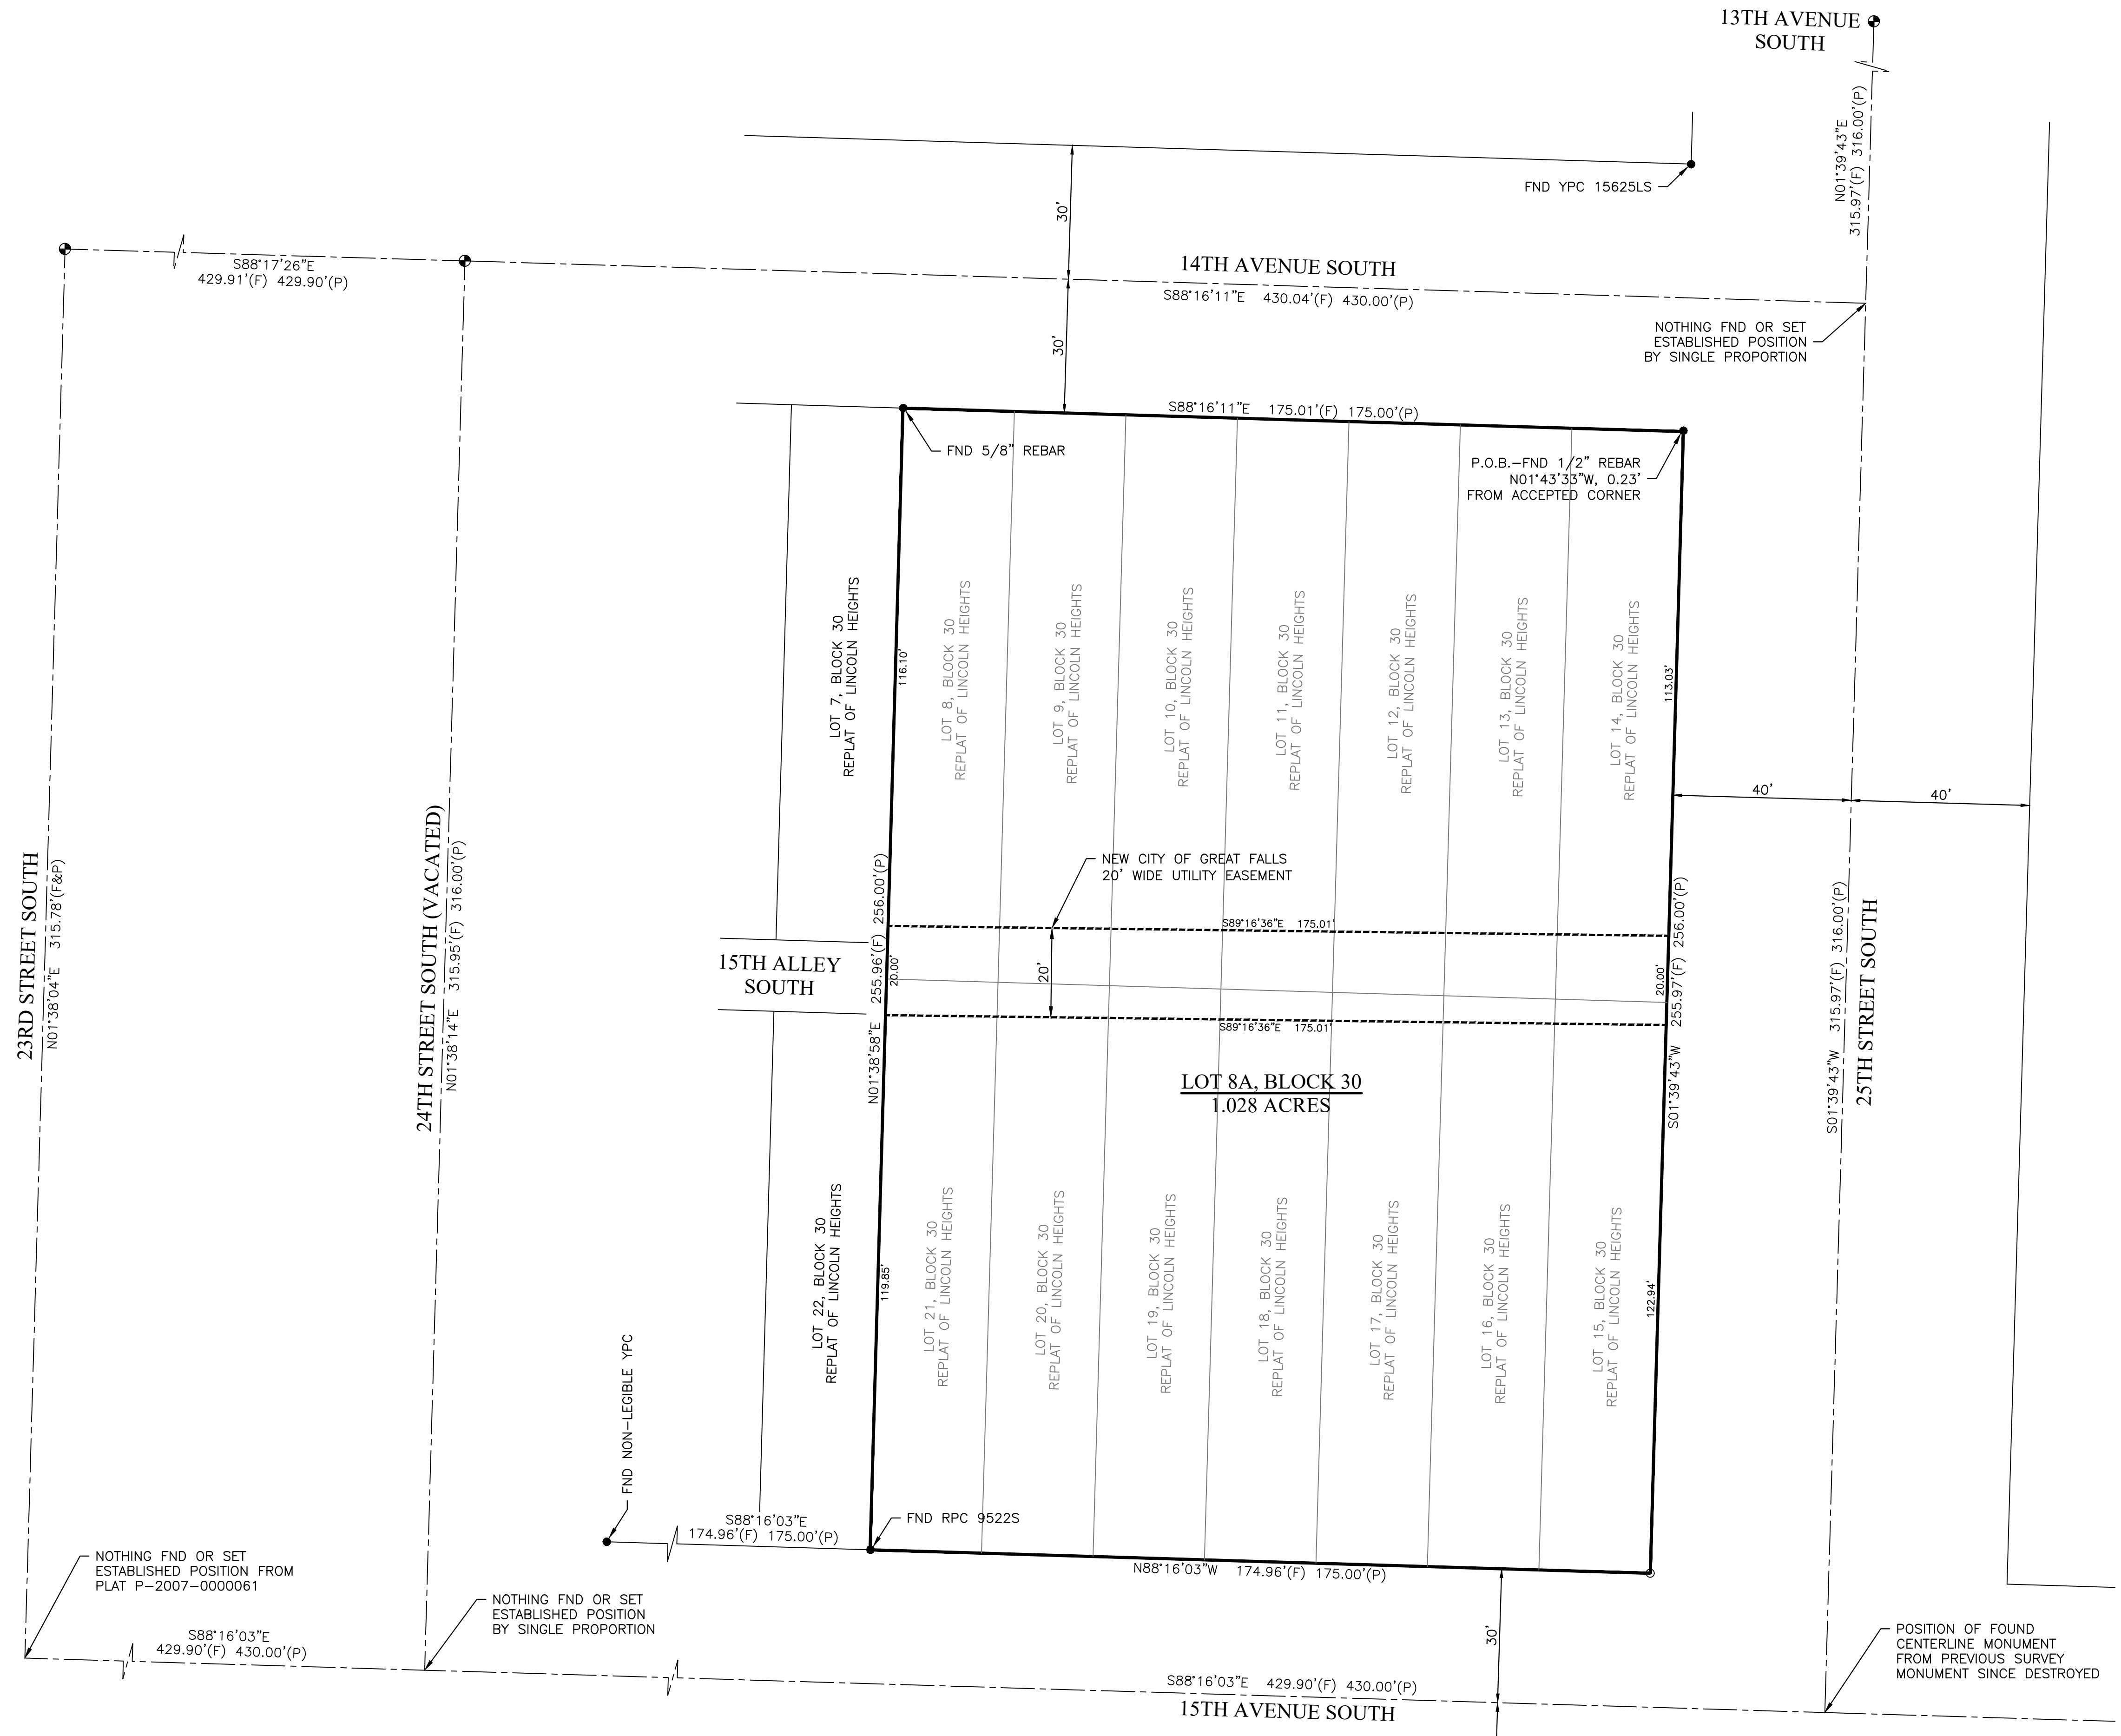 13TH AVENUE
SOUTH
N01°39'43"E
315.97'(F) 316.00'(P)
FND YPC 15625LS
30'
S88°17'26"E
429.91'(F) 429.90'(P)
14TH AVENUE SOUTH
S88°16'11"E 430.04'(F) 430.00'(P)
NOTHING FND OR SET
ESTABLISHED POSITION
BY SINGLE PROPORTION
30'
S88°16'11"E 175.01'(F) 175.00'(P)
FND 5/8" REBAR
P.O.B.-FND 1/2" REBAR
N01°43'33"W, 0.23'
FROM ACCEPTED CORNER
LOT 7, BLOCK 30
REPLAT OF LINCOLN HEIGHTS
116.10'
LOT 8, BLOCK 30
REPLAT OF LINCOLN HEIGHTS
LOT 9, BLOCK 30
REPLAT OF LINCOLN HEIGHTS
LOT 10, BLOCK 30
REPLAT OF LINCOLN HEIGHTS
LOT 11, BLOCK 30
REPLAT OF LINCOLN HEIGHTS
LOT 12, BLOCK 30
REPLAT OF LINCOLN HEIGHTS
LOT 13, BLOCK 30
REPLAT OF LINCOLN HEIGHTS
LOT 14, BLOCK 30
REPLAT OF LINCOLN HEIGHTS
113.03'
40'
40'
23RD STREET SOUTH
N01°38'04"E 315.78'(F&P)
24TH STREET SOUTH (VACATED)
N01°38'14"E 315.95'(F) 316.00'(P)
NEW CITY OF GREAT FALLS
20' WIDE UTILITY EASEMENT
S89°16'36"E 175.01'
15TH ALLEY
SOUTH
N01°38'58"E 255.96'(F) 256.00'(P)
20.00'
20'
20.00'
S01°39'43"W 255.97'(F) 256.00'(P)
S01°39'43"W 315.97'(F) 316.00'(P)
25TH STREET SOUTH
S89°16'36"E 175.01'
LOT 8A, BLOCK 30
1.028 ACRES
LOT 22, BLOCK 30
REPLAT OF LINCOLN HEIGHTS
119.85'
LOT 21, BLOCK 30
REPLAT OF LINCOLN HEIGHTS
LOT 20, BLOCK 30
REPLAT OF LINCOLN HEIGHTS
LOT 19, BLOCK 30
REPLAT OF LINCOLN HEIGHTS
LOT 18, BLOCK 30
REPLAT OF LINCOLN HEIGHTS
LOT 17, BLOCK 30
REPLAT OF LINCOLN HEIGHTS
LOT 16, BLOCK 30
REPLAT OF LINCOLN HEIGHTS
LOT 15, BLOCK 30
REPLAT OF LINCOLN HEIGHTS
122.94'
FND NON-LEGIBLE YPC
S88°16'03"E
174.96'(F) 175.00'(P)
FND RPC 9522S
N88°16'03"W 174.96'(F) 175.00'(P)
NOTHING FND OR SET
ESTABLISHED POSITION FROM
PLAT P-2007-0000061
NOTHING FND OR SET
ESTABLISHED POSITION
BY SINGLE PROPORTION
30'
POSITION OF FOUND
CENTERLINE MONUMENT
FROM PREVIOUS SURVEY
MONUMENT SINCE DESTROYED
S88°16'03"E
429.90'(F) 430.00'(P)
S88°16'03"E 429.90'(F) 430.00'(P)
15TH AVENUE SOUTH